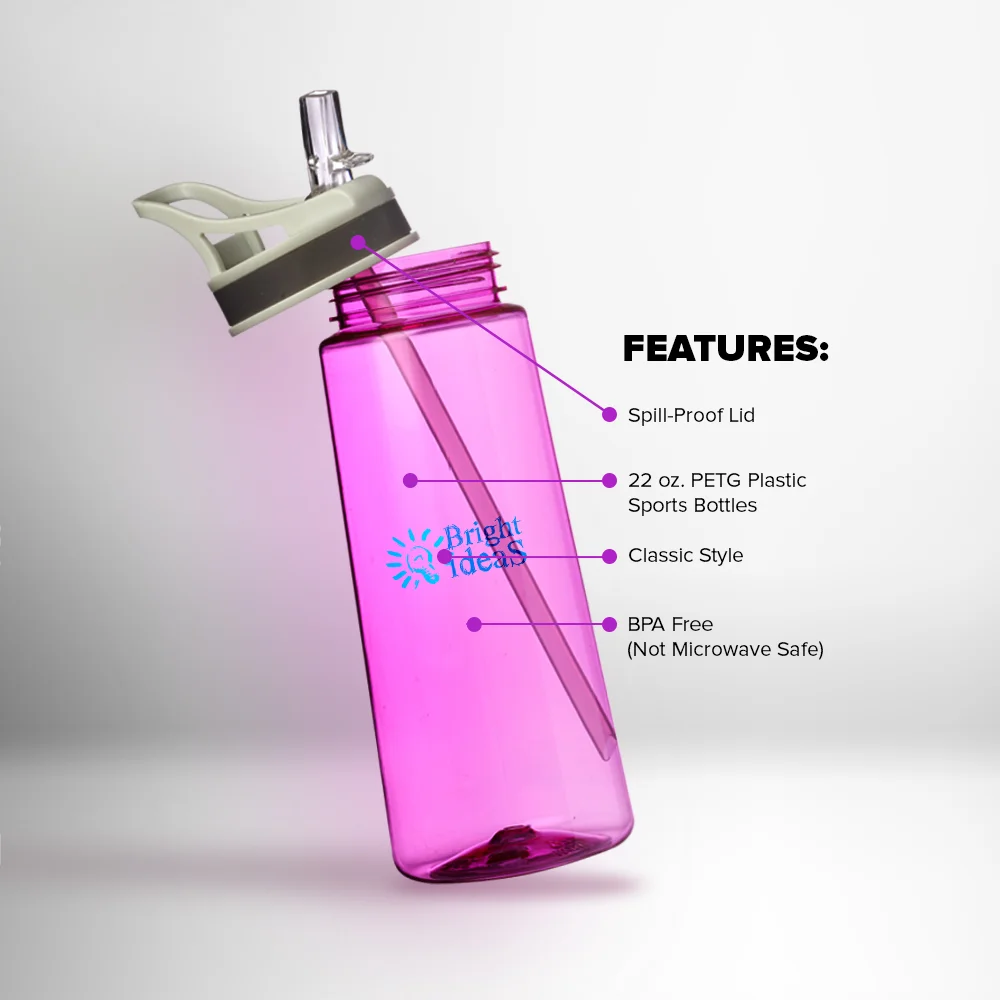 Bright
ideaS
FEATURES:
Spill-Proof Lid
22 oz. PETG Plastic
Sports Bottles
Classic Style
BPA Free
(Not Microwave Safe)